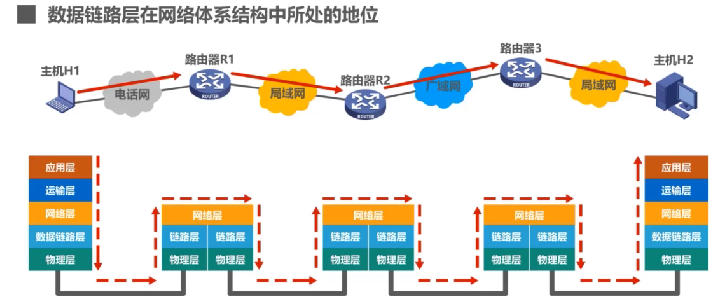 数据链路层在网络体系结构中所处的地位
主机H1
电话网
路由器R1
ROUTER
局域网
路由器R2
ROUTER
广域网
路由器3
ROUTER
局域网
主机H2
应用层
运输层
网络层
数据链路层
物理层
网络层
链路层 链路层
物理层 物理层
网络层
链路层 链路层
物理层 物理层
网络层
链路层 链路层
物理层 物理层
应用层
运输层
网络层
数据链路层
物理层